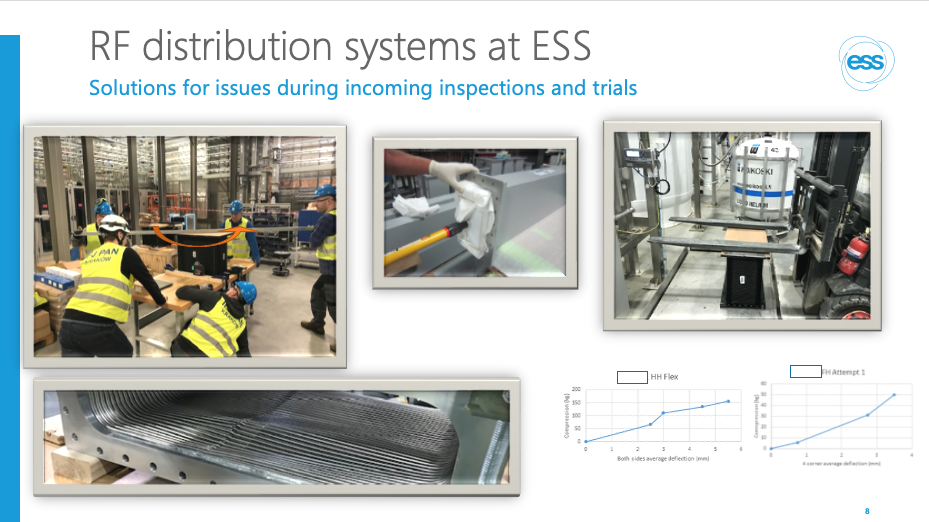 RF distribution systems at ESS
Solutions for issues during incoming inspections and trials
ess
J PAN
HH Flex
Compression (kg)
200
150
100
50
0
0 1 2 3 4 5 6
Both sides average deflection (mm)
FH Attempt 1
Compression (kg)
60
50
40
30
20
10
0
0 1 2 3 4
4 corner average deflection (mm)
8